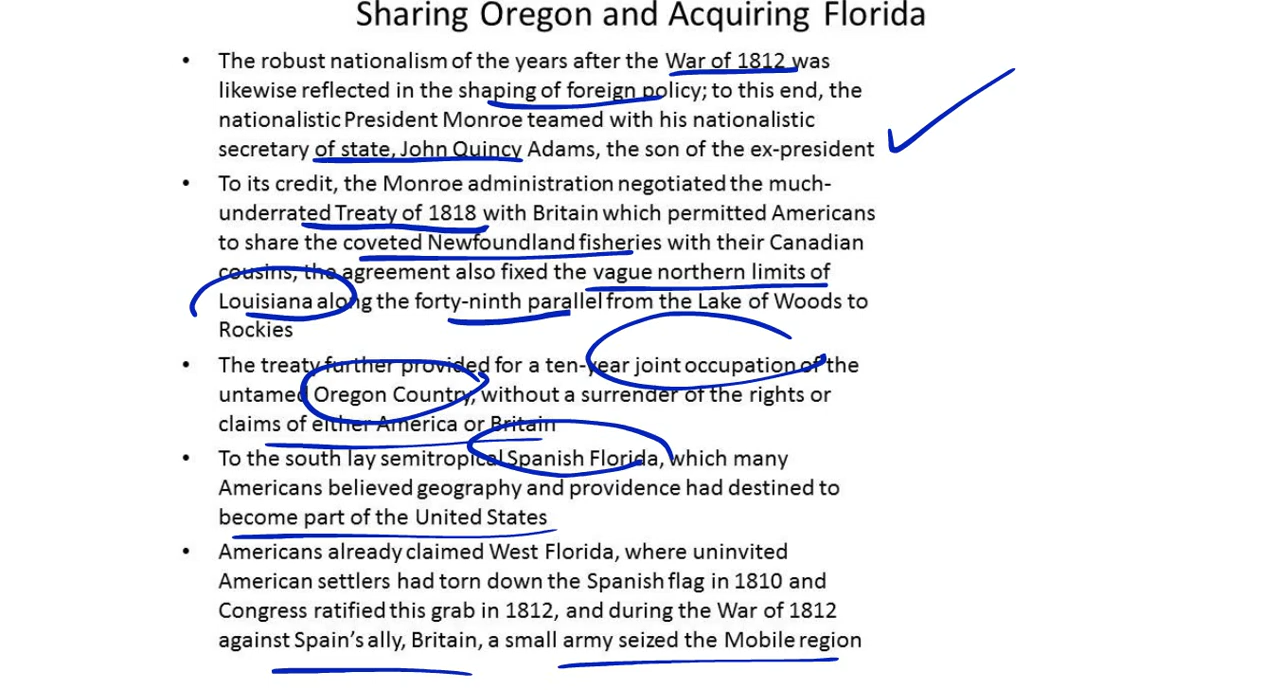 Sharing Oregon and Acquiring Florida
• The robust nationalism of the years after the War of 1812 was
likewise reflected in the shaping of foreign policy; to this end, the
nationalistic President Monroe teamed with his nationalistic
secretary of state, John Quincy Adams, the son of the ex-president
• To its credit, the Monroe administration negotiated the much-
underrated Treaty of 1818 with Britain which permitted Americans
to share the coveted Newfoundland fisheries with their Canadian
cousins; the agreement also fixed the vague northern limits of
Louisiana along the forty-ninth parallel from the Lake of Woods to
Rockies
• The treaty further provided for a ten-year joint occupation of the
untamed Oregon Country, without a surrender of the rights or
claims of either America or Britain
• To the south lay semitropical Spanish Florida, which many
Americans believed geography and providence had destined to
become part of the United States
• Americans already claimed West Florida, where uninvited
American settlers had torn down the Spanish flag in 1810 and
Congress ratified this grab in 1812, and during the War of 1812
against Spain's ally, Britain, a small army seized the Mobile region